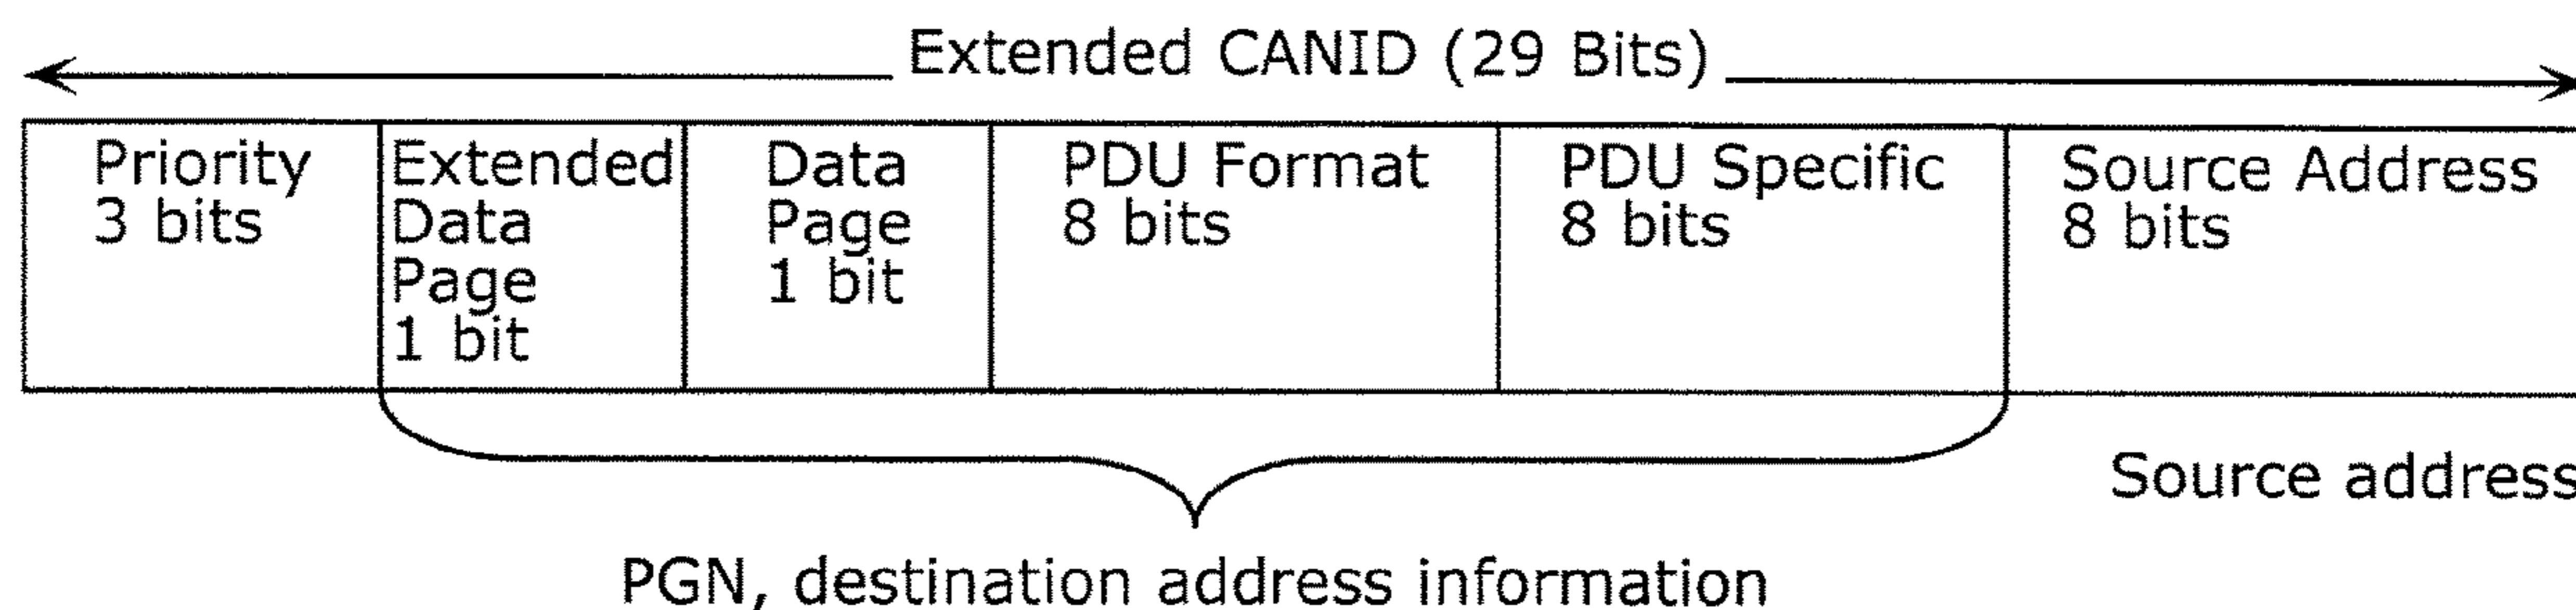 Extended CANID (29 Bits)
Priority
3 bits
Extended
Data
Page
1 bit
Data
Page
1 bit
PDU Format
8 bits
PDU Specific
8 bits
Source Address
8 bits
Source address
PGN, destination address information